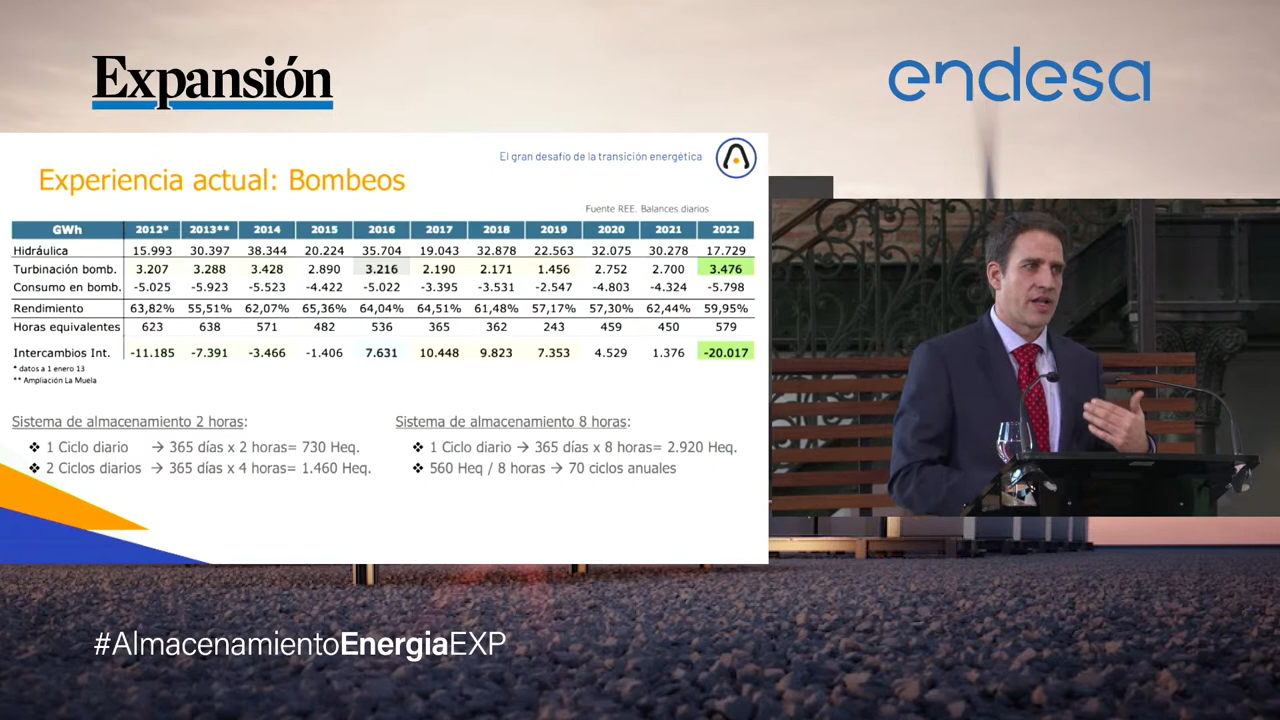 Expansión
endesa
El gran desafío de la transición energética
Experiencia actual: Bombeos
Fuente REE. Balances diarios
GWh 2012* 2013** 2014 2015 2016 2017 2018 2019 2020 2021 2022
Hidráulica 15.993 30.397 38.344 20.224 35.704 19.043 32.878 22.563 32.075 30.278 17.729
Turbinación bomb. 3.207 3.288 3.428 2.890 3.216 2.190 2.171 1.456 2.752 2.700 3.476
Consumo en bomb. -5.025 -5.923 -5.523 -4.422 -5.022 -3.395 -3.531 -2.547 -4.803 -4.324 -5.798
Rendimiento 63,82% 55,51% 62,07% 65,36% 64,04% 64,51% 61,48% 57,17% 57,30% 62,44% 59,95%
Horas equivalentes 623 638 571 482 536 365 362 243 459 450 579
Intercambios Int. -11.185 -7.391 -3.466 -1.406 7.631 10.448 9.823 7.353 4.529 1.376 -20.017
* datos a 1 enero 13
** Ampliación La Muela
Sistema de almacenamiento 2 horas:
❖ 1 Ciclo diario → 365 días x 2 horas= 730 Heq.
❖ 2 Ciclos diarios → 365 días x 4 horas= 1.460 Heq.
Sistema de almacenamiento 8 horas:
❖ 1 Ciclo diario → 365 días x 8 horas= 2.920 Heq.
❖ 560 Heq / 8 horas → 70 ciclos anuales
#AlmacenamientoEnergiaEXP